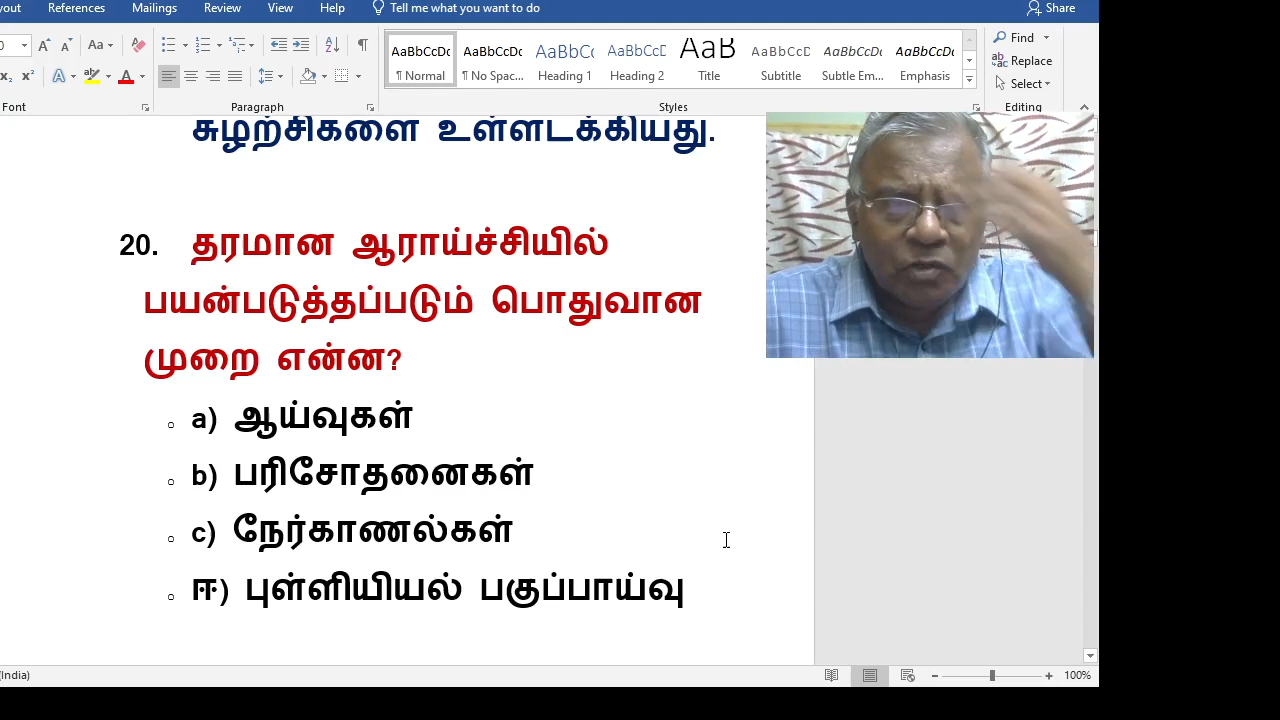 yout References Mailings Review View Help Tell me what you want to do Share
Aa Find
AaBbCcDc AaBbCcDc AaBbCc AaBbCcD AaB AaBbCcD AaBbCcDc AaBbCcDc Replace
¶ Normal ¶ No Spac... Heading 1 Heading 2 Title Subtitle Subtle Em... Emphasis Select
Font Paragraph Styles Editing
சுழற்சிகளை உள்ளடக்கியது.
20. தரமான ஆராய்ச்சியில்
பயன்படுத்தப்படும் பொதுவான
முறை என்ன?
a) ஆய்வுகள்
b) பரிசோதனைகள்
c) நேர்காணல்கள்
ஈ) புள்ளியியல் பகுப்பாய்வு
(India) 100%